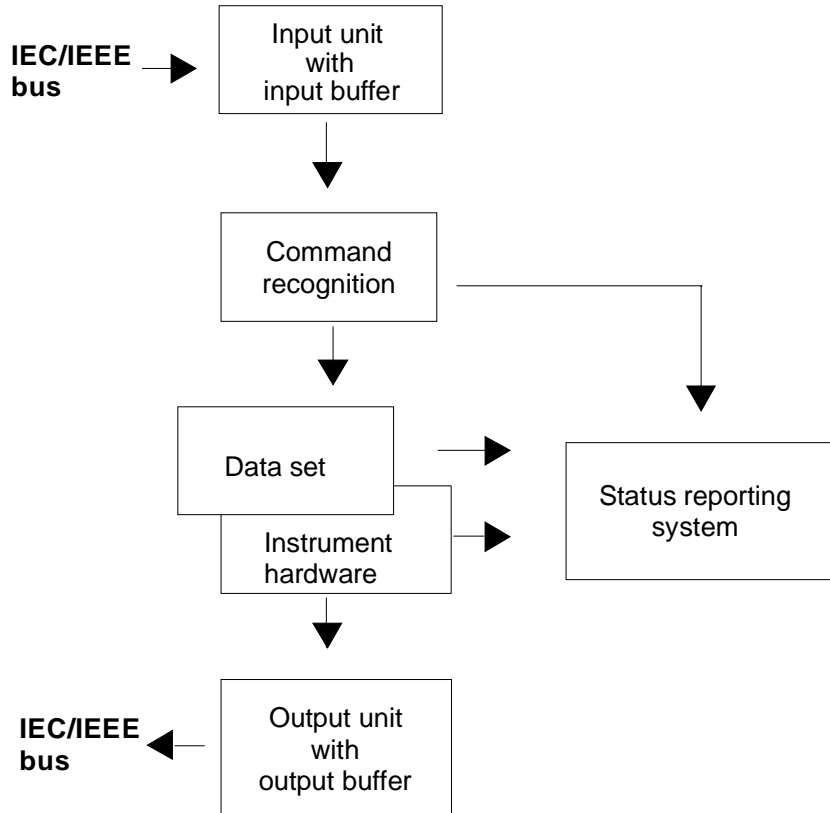 IEC/IEEE
bus
Input unit
with
input buffer
Command
recognition
Data set
Instrument
hardware
Status reporting
system
IEC/IEEE
bus
Output unit
with
output buffer